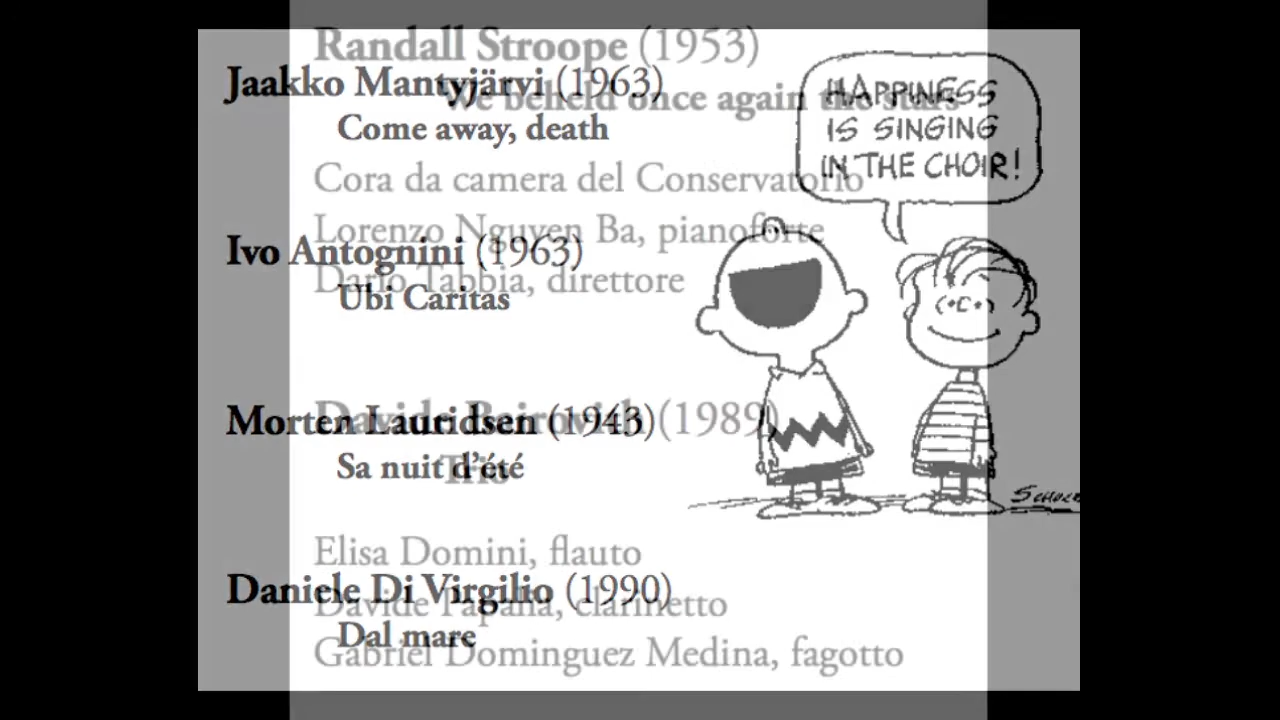 Randall Stroope (1953)
Jaakko Mantyjärvi (1963)
we beheld once again the stars
Come away, death
HAPPINESS
IS SINGING
IN THE CHOIR!
Cora da camera del Conservatorio
Lorenzo Nguyen Ba, pianoforte
Ivo Antognini (1963)
Dario Tabbia, direttore
Ubi Caritas
Morten Lauridsen (1943)
Davide (1989)
Sa nuit d'été
Trio
Elisa Domini, flauto
Daniele Di Virgilio (1990)
Davide Papalia, clarinetto
Dal mare
Gabriel Dominguez Medina, fagotto